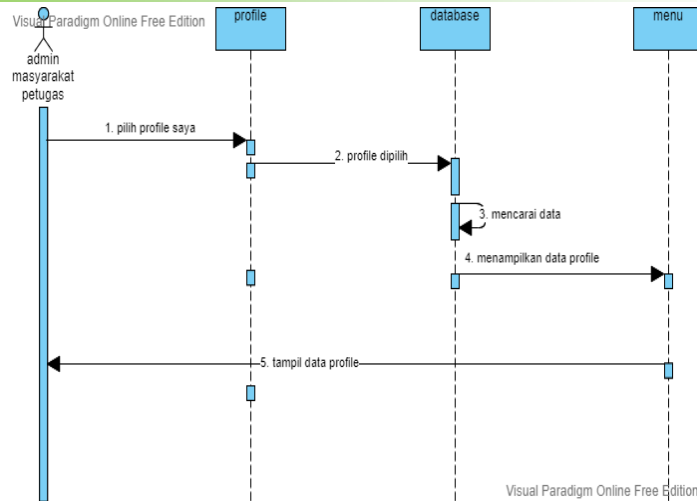 Visual Paradigm Online Free Edition
profile
database
menu
admin
masyarakat
petugas
1. pilih profile saya
2. profile dipilih
3. mencarai data
4. menampilkan data profile
5. tampil data profile
Visual Paradigm Online Free Edition